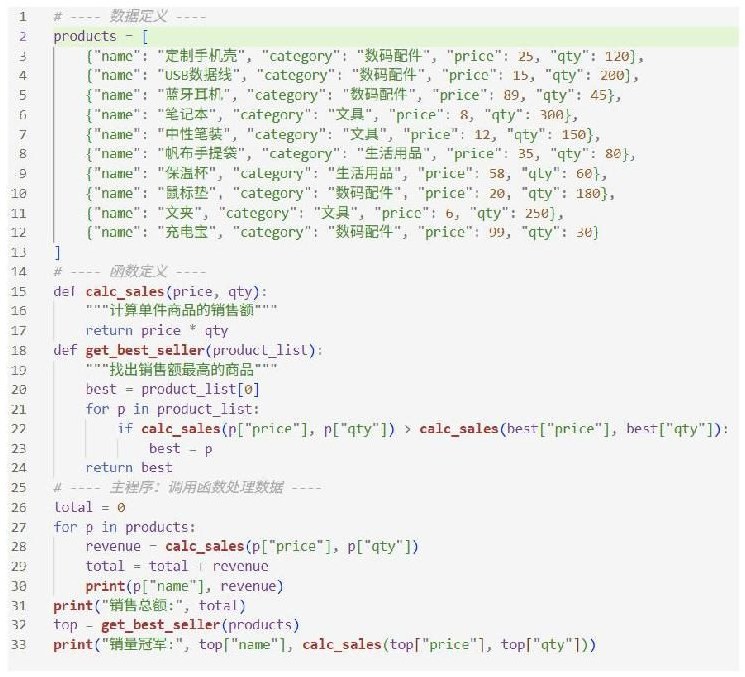 1 # ---- 数据定义 ----
2 products = [
3 {"name": "定制手机壳", "category": "数码配件", "price": 25, "qty": 120},
4 {"name": "USB数据线", "category": "数码配件", "price": 15, "qty": 200},
5 {"name": "蓝牙耳机", "category": "数码配件", "price": 89, "qty": 45},
6 {"name": "笔记本", "category": "文具", "price": 8, "qty": 300},
7 {"name": "中性笔装", "category": "文具", "price": 12, "qty": 150},
8 {"name": "帆布手提袋", "category": "生活用品", "price": 35, "qty": 80},
9 {"name": "保温杯", "category": "生活用品", "price": 58, "qty": 60},
10 {"name": "鼠标垫", "category": "数码配件", "price": 20, "qty": 180},
11 {"name": "文夹", "category": "文具", "price": 6, "qty": 250},
12 {"name": "充电宝", "category": "数码配件", "price": 99, "qty": 30}
13 ]
14 # ---- 函数定义 ----
15 def calc_sales(price, qty):
16 """计算单件商品的销售额"""
17 return price * qty
18 def get_best_seller(product_list):
19 """找出销售额最高的商品"""
20 best = product_list[0]
21 for p in product_list:
22 if calc_sales(p["price"], p["qty"]) > calc_sales(best["price"], best["qty"]):
23 best = p
24 return best
25 # ---- 主程序: 调用函数处理数据 ----
26 total = 0
27 for p in products:
28 revenue = calc_sales(p["price"], p["qty"])
29 total = total + revenue
30 print(p["name"], revenue)
31 print("销售总额:", total)
32 top = get_best_seller(products)
33 print("销量冠军:", top["name"], calc_sales(top["price"], top["qty"]))